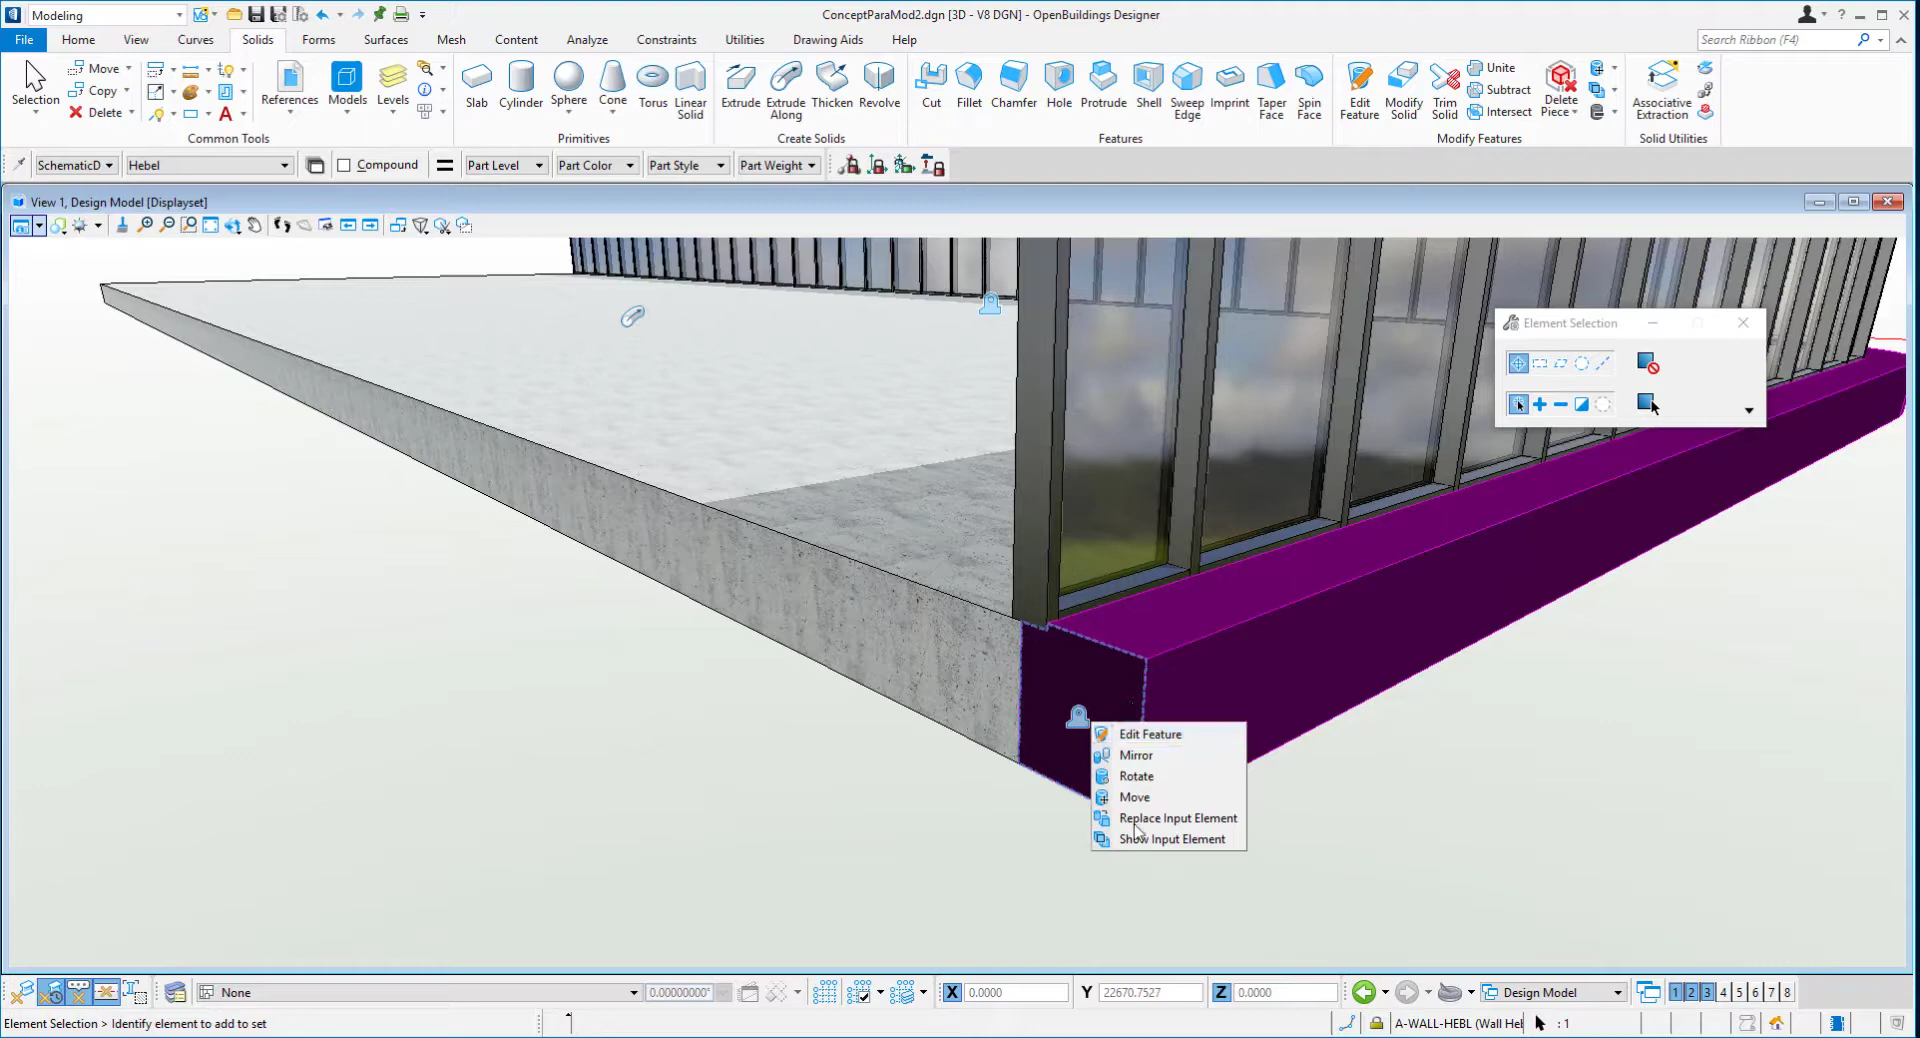 Modeling
ConceptParaMod2.dgn [3D - V8 DGN] - OpenBuildings Designer
File Home View Curves Solids Forms Surfaces Mesh Content Analyze Constraints Utilities Drawing Aids Help
Search Ribbon (F4)
Selection
Move
Copy
Delete
References
Models
Levels
Common Tools
Slab
Cylinder
Sphere
Cone
Torus
Linear Solid
Primitives
Extrude
Extrude Along
Thicken
Revolve
Create Solids
Cut
Fillet
Chamfer
Hole
Protrude
Shell
Sweep Edge
Imprint
Taper Face
Spin Face
Features
Edit Feature
Modify Solid
Trim Solid
Unite
Subtract
Intersect
Delete Piece
Modify Features
Associative Extraction
Solid Utilities
SchematicD
Hebel
Compound
Part Level
Part Color
Part Style
Part Weight
View 1, Design Model [Displayset]
Element Selection
Edit Feature
Mirror
Rotate
Move
Replace Input Element
Show Input Element
None
0.00000000°
X 0.0000
Y 22670.7527
Z 0.0000
Design Model
1 2 3 4 5 6 7 8
Element Selection > Identify element to add to set
A-WALL-HEBL (Wall Heb
: 1